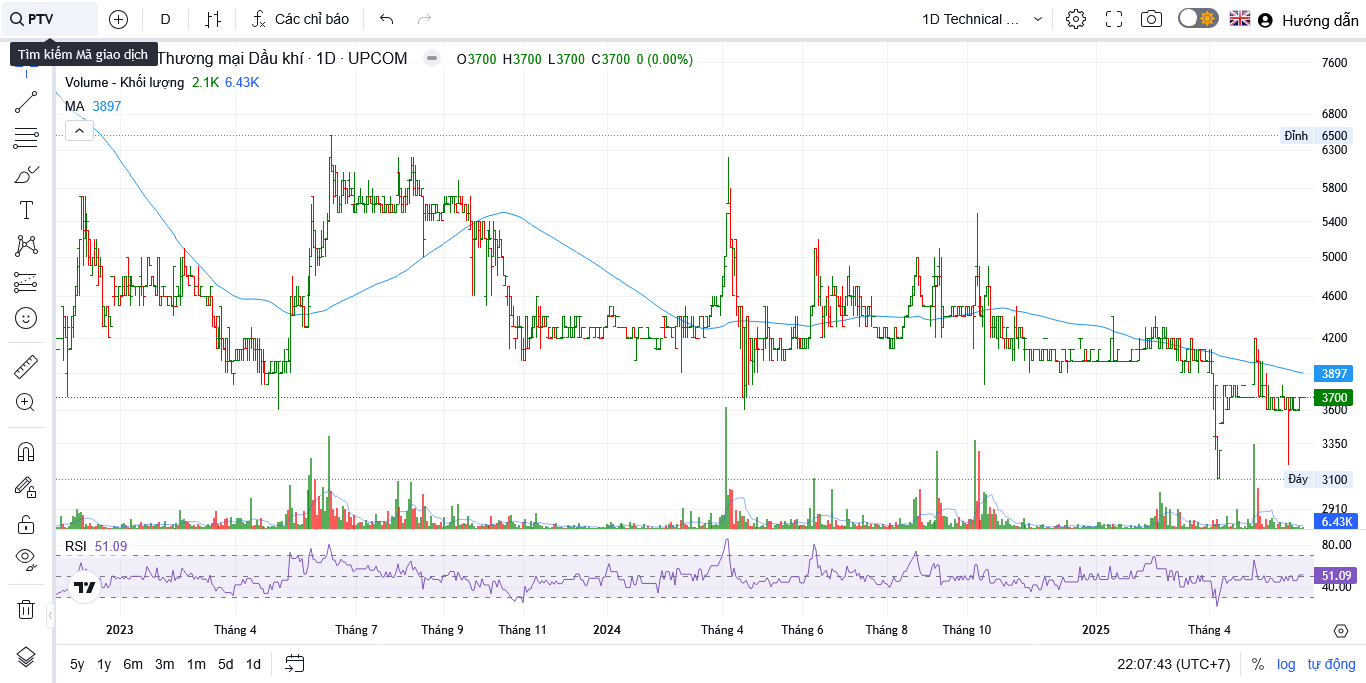 PTV
D
Các chỉ báo
1D Technical ...
Hướng dẫn
Tìm kiếm Mã giao dịch
Thương mại Dầu khí · 1D · UPCOM
O3700 H3700 L3700 C3700 0 (0.00%)
Volume - Khối lượng 2.1K 6.43K
MA 3897
7600
6800
Đỉnh 6500
6300
5800
5400
5000
4600
4200
3897
3700
3600
3350
Đáy 3100
2910
6.43K
RSI 51.09
80.00
51.09
40.00
2023 Tháng 4 Tháng 7 Tháng 9 Tháng 11 2024 Tháng 4 Tháng 6 Tháng 8 Tháng 10 2025 Tháng 4
5y 1y 6m 3m 1m 5d 1d
22:07:43 (UTC+7) % log tự động